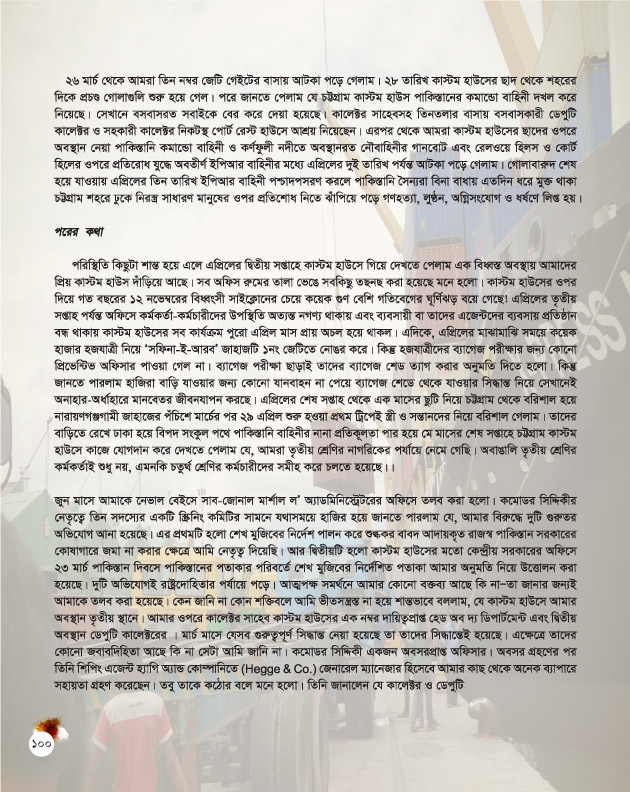 ২৬ মার্চ থেকে আমরা তিন নম্বর জেটি গেইটের বাসায় আটকা পড়ে গেলাম। ২৮ তারিখ কাস্টম হাউসের ছাদ থেকে শহরের
দিকে প্রচণ্ড গোলাগুলি শুরু হয়ে গেল। পরে জানতে পেলাম যে চট্টগ্রাম কাস্টম হাউস পাকিস্তানের কমান্ডো বাহিনী দখল করে
নিয়েছে। সেখানে বসবাসরত সবাইকে বের করে দেয়া হয়েছে। কালেক্টর সাহেবসহ তিনতলার বাসায় বসবাসকারী ডেপুটি
কালেক্টর ও সহকারী কালেক্টর নিকটস্থ পোর্ট রেস্ট হাউসে আশ্রয় নিয়েছেন। এরপর থেকে আমরা কাস্টম হাউসের ছাদের ওপরে
অবস্থান নেয়া পাকিস্তানি কমান্ডো বাহিনী ও কর্ণফুলী নদীতে অবস্থানরত নৌবাহিনীর গানবোট এবং রেলওয়ে হিলস ও কোর্ট
হিলের ওপরে প্রতিরোধ যুদ্ধে অবতীর্ণ ইপিআর বাহিনীর মধ্যে এপ্রিলের দুই তারিখ পর্যন্ত আটকা পড়ে গেলাম। গোলাবারুদ শেষ
হয়ে যাওয়ায় এপ্রিলের তিন তারিখ ইপিআর বাহিনী পশ্চাদপসরণ করলে পাকিস্তানি সৈন্যরা বিনা বাধায় এতদিন ধরে মুক্ত থাকা
চট্টগ্রাম শহরে ঢুকে নিরস্ত্র সাধারণ মানুষের ওপর প্রতিশোধ নিতে ঝাঁপিয়ে পড়ে গণহত্যা, লুণ্ঠন, অগ্নিসংযোগ ও ধর্ষণে লিপ্ত হয়।
পরের কথা
পরিস্থিতি কিছুটা শান্ত হয়ে এলে এপ্রিলের দ্বিতীয় সপ্তাহে কাস্টম হাউসে গিয়ে দেখতে পেলাম এক বিধ্বস্ত অবস্থায় আমাদের
প্রিয় কাস্টম হাউস দাঁড়িয়ে আছে। সব অফিস রুমের তালা ভেঙে সবকিছু তছনছ করা হয়েছে মনে হলো। কাস্টম হাউসের ওপর
দিয়ে গত বছরের ১২ নভেম্বরের বিধ্বংসী সাইক্লোনের চেয়ে কয়েক গুণ বেশি গতিবেগের ঘূর্ণিঝড় বয়ে গেছে! এপ্রিলের তৃতীয়
সপ্তাহ পর্যন্ত অফিসে কর্মকর্তা-কর্মচারীদের উপস্থিতি অত্যন্ত নগণ্য থাকায় এবং ব্যবসায়ী বা তাদের এজেন্টদের ব্যবসায় প্রতিষ্ঠান
বন্ধ থাকায় কাস্টম হাউসের সব কার্যক্রম পুরো এপ্রিল মাস প্রায় অচল হয়ে থাকল। এদিকে, এপ্রিলের মাঝামাঝি সময়ে কয়েক
হাজার হজযাত্রী নিয়ে ‘সফিনা-ই-আরব’ জাহাজটি ১নং জেটিতে নোঙর করে। কিন্তু হজযাত্রীদের ব্যাগেজ পরীক্ষার জন্য কোনো
প্রিভেন্টিভ অফিসার পাওয়া গেল না। ব্যাগেজ পরীক্ষা ছাড়াই তাদের ব্যাগেজ শেড ত্যাগ করার অনুমতি দিতে হলো। কিন্তু
জানতে পারলাম হাজিরা বাড়ি যাওয়ার জন্য কোনো যানবাহন না পেয়ে ব্যাগেজ শেডে থেকে যাওয়ার সিদ্ধান্ত নিয়ে সেখানেই
অনাহার-অর্ধাহারে মানবেতর জীবনযাপন করছে। এপ্রিলের শেষ সপ্তাহ থেকে এক মাসের ছুটি নিয়ে চট্টগ্রাম থেকে বরিশাল হয়ে
নারায়ণগঞ্জগামী জাহাজের পঁচিশে মার্চের পর ২৯ এপ্রিল শুরু হওয়া প্রথম ট্রিপেই স্ত্রী ও সন্তানদের নিয়ে বরিশাল গেলাম। তাদের
বাড়িতে রেখে ঢাকা হয়ে বিপদ সংকুল পথে পাকিস্তানি বাহিনীর নানা প্রতিকূলতা পার হয়ে মে মাসের শেষ সপ্তাহে চট্টগ্রাম কাস্টম
হাউসে কাজে যোগদান করে দেখতে পেলাম যে, আমরা তৃতীয় শ্রেণির নাগরিকের পর্যায়ে নেমে গেছি। অবাঙালি তৃতীয় শ্রেণির
কর্মকর্তাই শুধু নয়, এমনকি চতুর্থ শ্রেণির কর্মচারীদের সমীহ করে চলতে হয়েছে।।
জুন মাসে আমাকে নেভাল বেইসে সাব-জোনাল মার্শাল ল’ অ্যাডমিনিস্ট্রেটরের অফিসে তলব করা হলো। কমোডর সিদ্দিকীর
নেতৃত্বে তিন সদস্যের একটি স্ক্রিনিং কমিটির সামনে যথাসময়ে হাজির হয়ে জানতে পারলাম যে, আমার বিরুদ্ধে দুটি গুরুতর
অভিযোগ আনা হয়েছে। এর প্রথমটি হলো শেখ মুজিবের নির্দেশ পালন করে শুল্ককর বাবদ আদায়কৃত রাজস্ব পাকিস্তান সরকারের
কোষাগারে জমা না করার ক্ষেত্রে আমি নেতৃত্ব দিয়েছি। আর দ্বিতীয়টি হলো কাস্টম হাউসের মতো কেন্দ্রীয় সরকারের অফিসে
২৩ মার্চ পাকিস্তান দিবসে পাকিস্তানের পতাকার পরিবর্তে শেখ মুজিবের নির্দেশিত পতাকা আমার অনুমতি নিয়ে উত্তোলন করা
হয়েছে। দুটি অভিযোগই রাষ্ট্রদোহিতার পর্যায়ে পড়ে। আত্মপক্ষ সমর্থনে আমার কোনো বক্তব্য আছে কি না–তা জানার জন্যই
আমাকে তলব করা হয়েছে। কেন জানি না কোন শক্তিবলে আমি ভীতসন্ত্রস্ত না হয়ে শান্তভাবে বললাম, যে কাস্টম হাউসে আমার
অবস্থান তৃতীয় স্থানে। আমার ওপরে কালেক্টর সাহেব কাস্টম হাউসের এক নম্বর দায়িত্বপ্রাপ্ত হেড অব দ্য ডিপার্টমেন্ট এবং দ্বিতীয়
অবস্থান ডেপুটি কালেক্টরের । মার্চ মাসে যেসব গুরুত্বপূর্ণ সিদ্ধান্ত নেয়া হয়েছে তা তাদের সিদ্ধান্তেই হয়েছে। এক্ষেত্রে তাদের
কোনো জবাবদিহিতা আছে কি না সেটা আমি জানি না। কমোডর সিদ্দিকী একজন অবসরপ্রাপ্ত অফিসার। অবসর গ্রহণের পর
তিনি শিপিং এজেন্ট হ্যাগি অ্যান্ড কোম্পানিতে (Hegge & Co.) জেনারেল ম্যানেজার হিসেবে আমার কাছ থেকে অনেক ব্যাপারে
সহায়তা গ্রহণ করেছেন। তবু তাকে কঠোর বলে মনে হলো। তিনি জানালেন যে কালেক্টর ও ডেপুটি
১০০